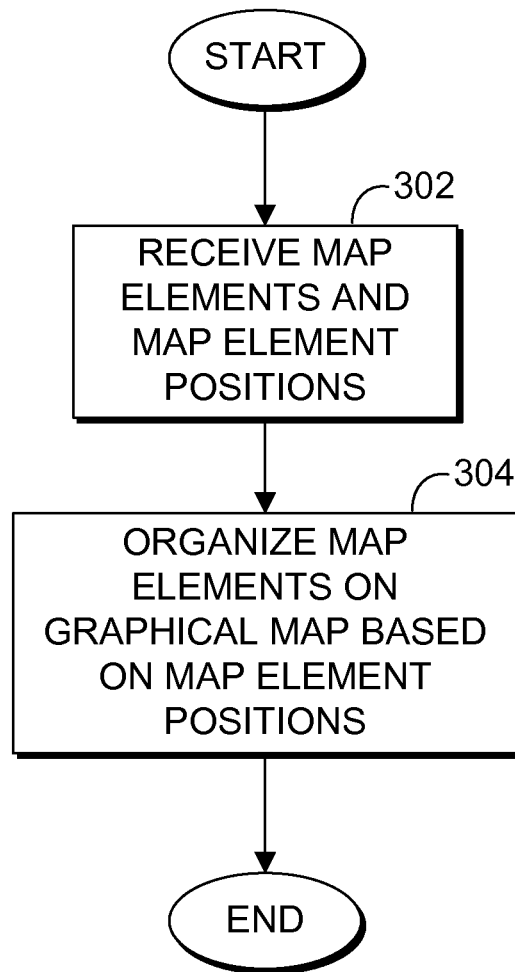 START
302
RECEIVE MAP
ELEMENTS AND
MAP ELEMENT
POSITIONS
304
ORGANIZE MAP
ELEMENTS ON
GRAPHICAL MAP BASED
ON MAP ELEMENT
POSITIONS
END